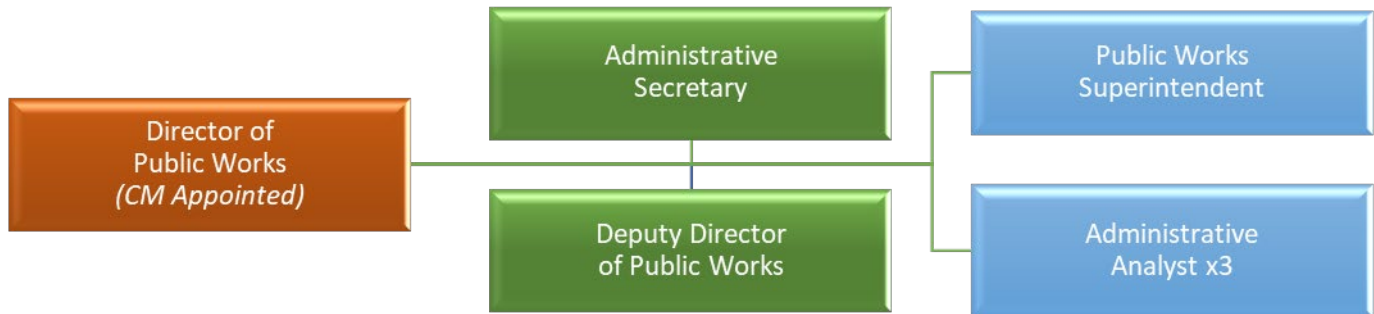 Director of
Public Works
(CM Appointed)
Administrative
Secretary
Deputy Director
of Public Works
Public Works
Superintendent
Administrative
Analyst x3